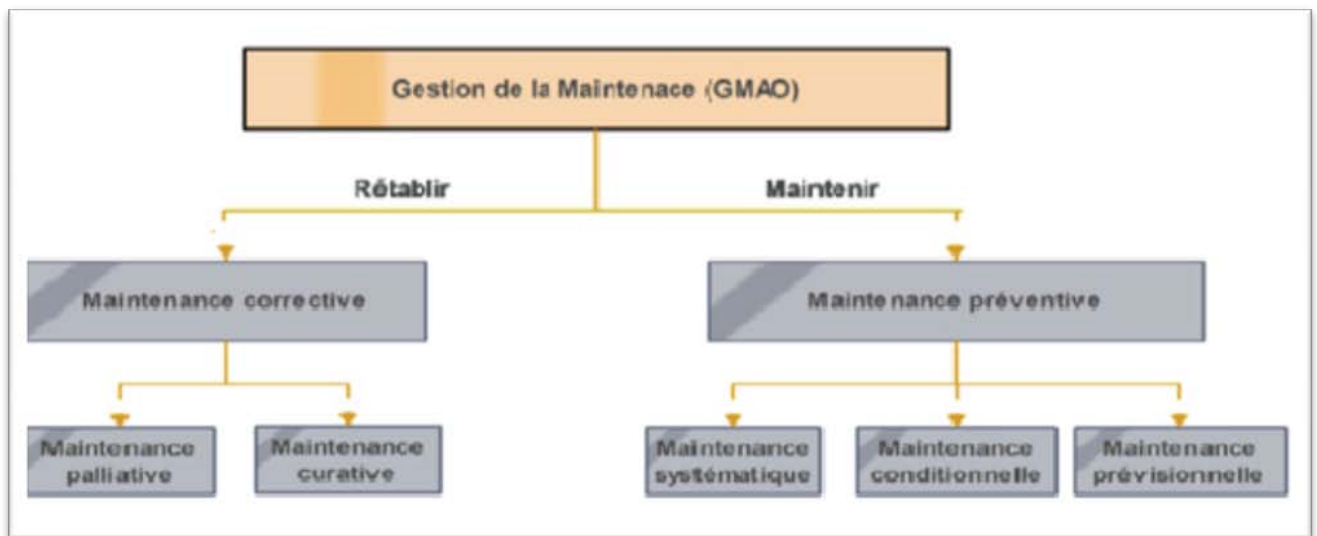 Gestion de la Maintenace (GMAO)
Rétablir
Maintenir
Maintenance corrective
Maintenance préventive
Maintenance
palliative
Maintenance
curative
Maintenance
systématique
Maintenance
conditionnelle
Maintenance
prévisionnelle